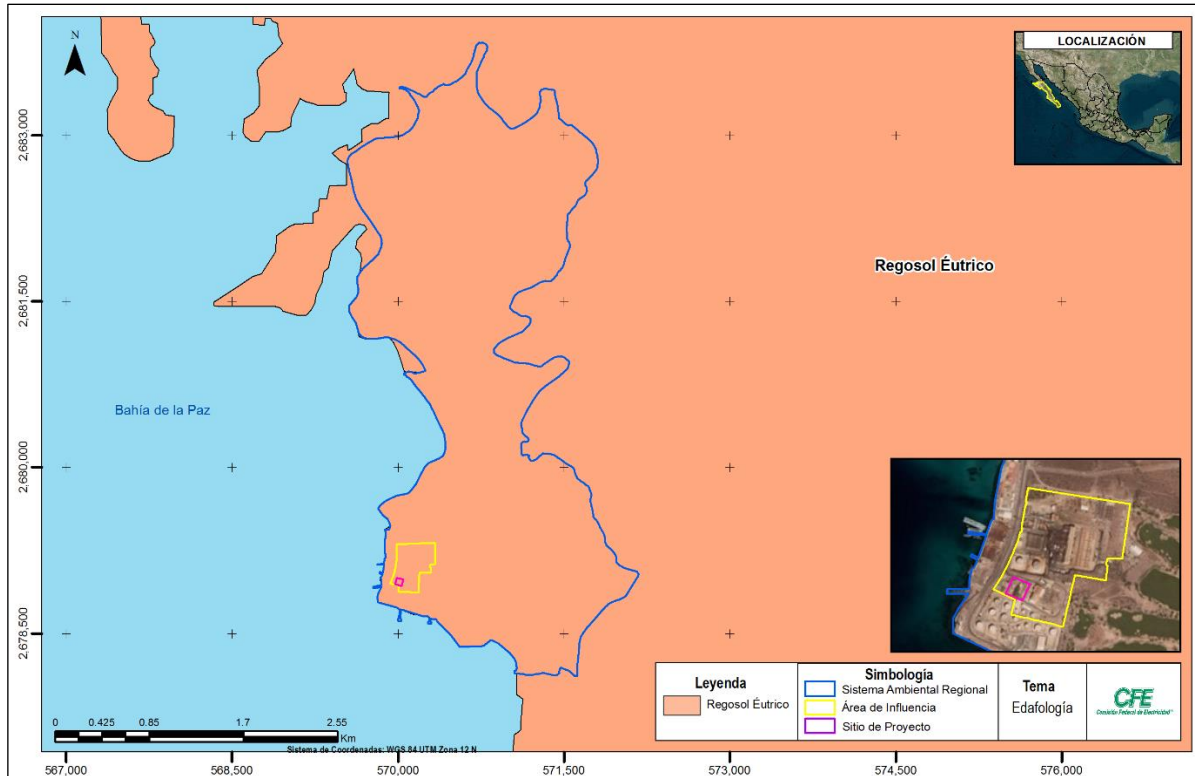 N
LOCALIZACIÓN
2,683,000
Regosol Éutrico
2,681,500
Bahía de la Paz
2,680,000
2,678,500
Leyenda
Regosol Éutrico
Simbología
Sistema Ambiental Regional
Área de Influencia
Sitio de Proyecto
Tema
Edafología
CFE
Comisión Federal de Electricidad
0 0.425 0.85 1.7 2.55
Km
Sistema de Coordenadas: WGS 84 UTM Zona 12 N
567,000 568,500 570,000 571,500 573,000 574,500 576,000